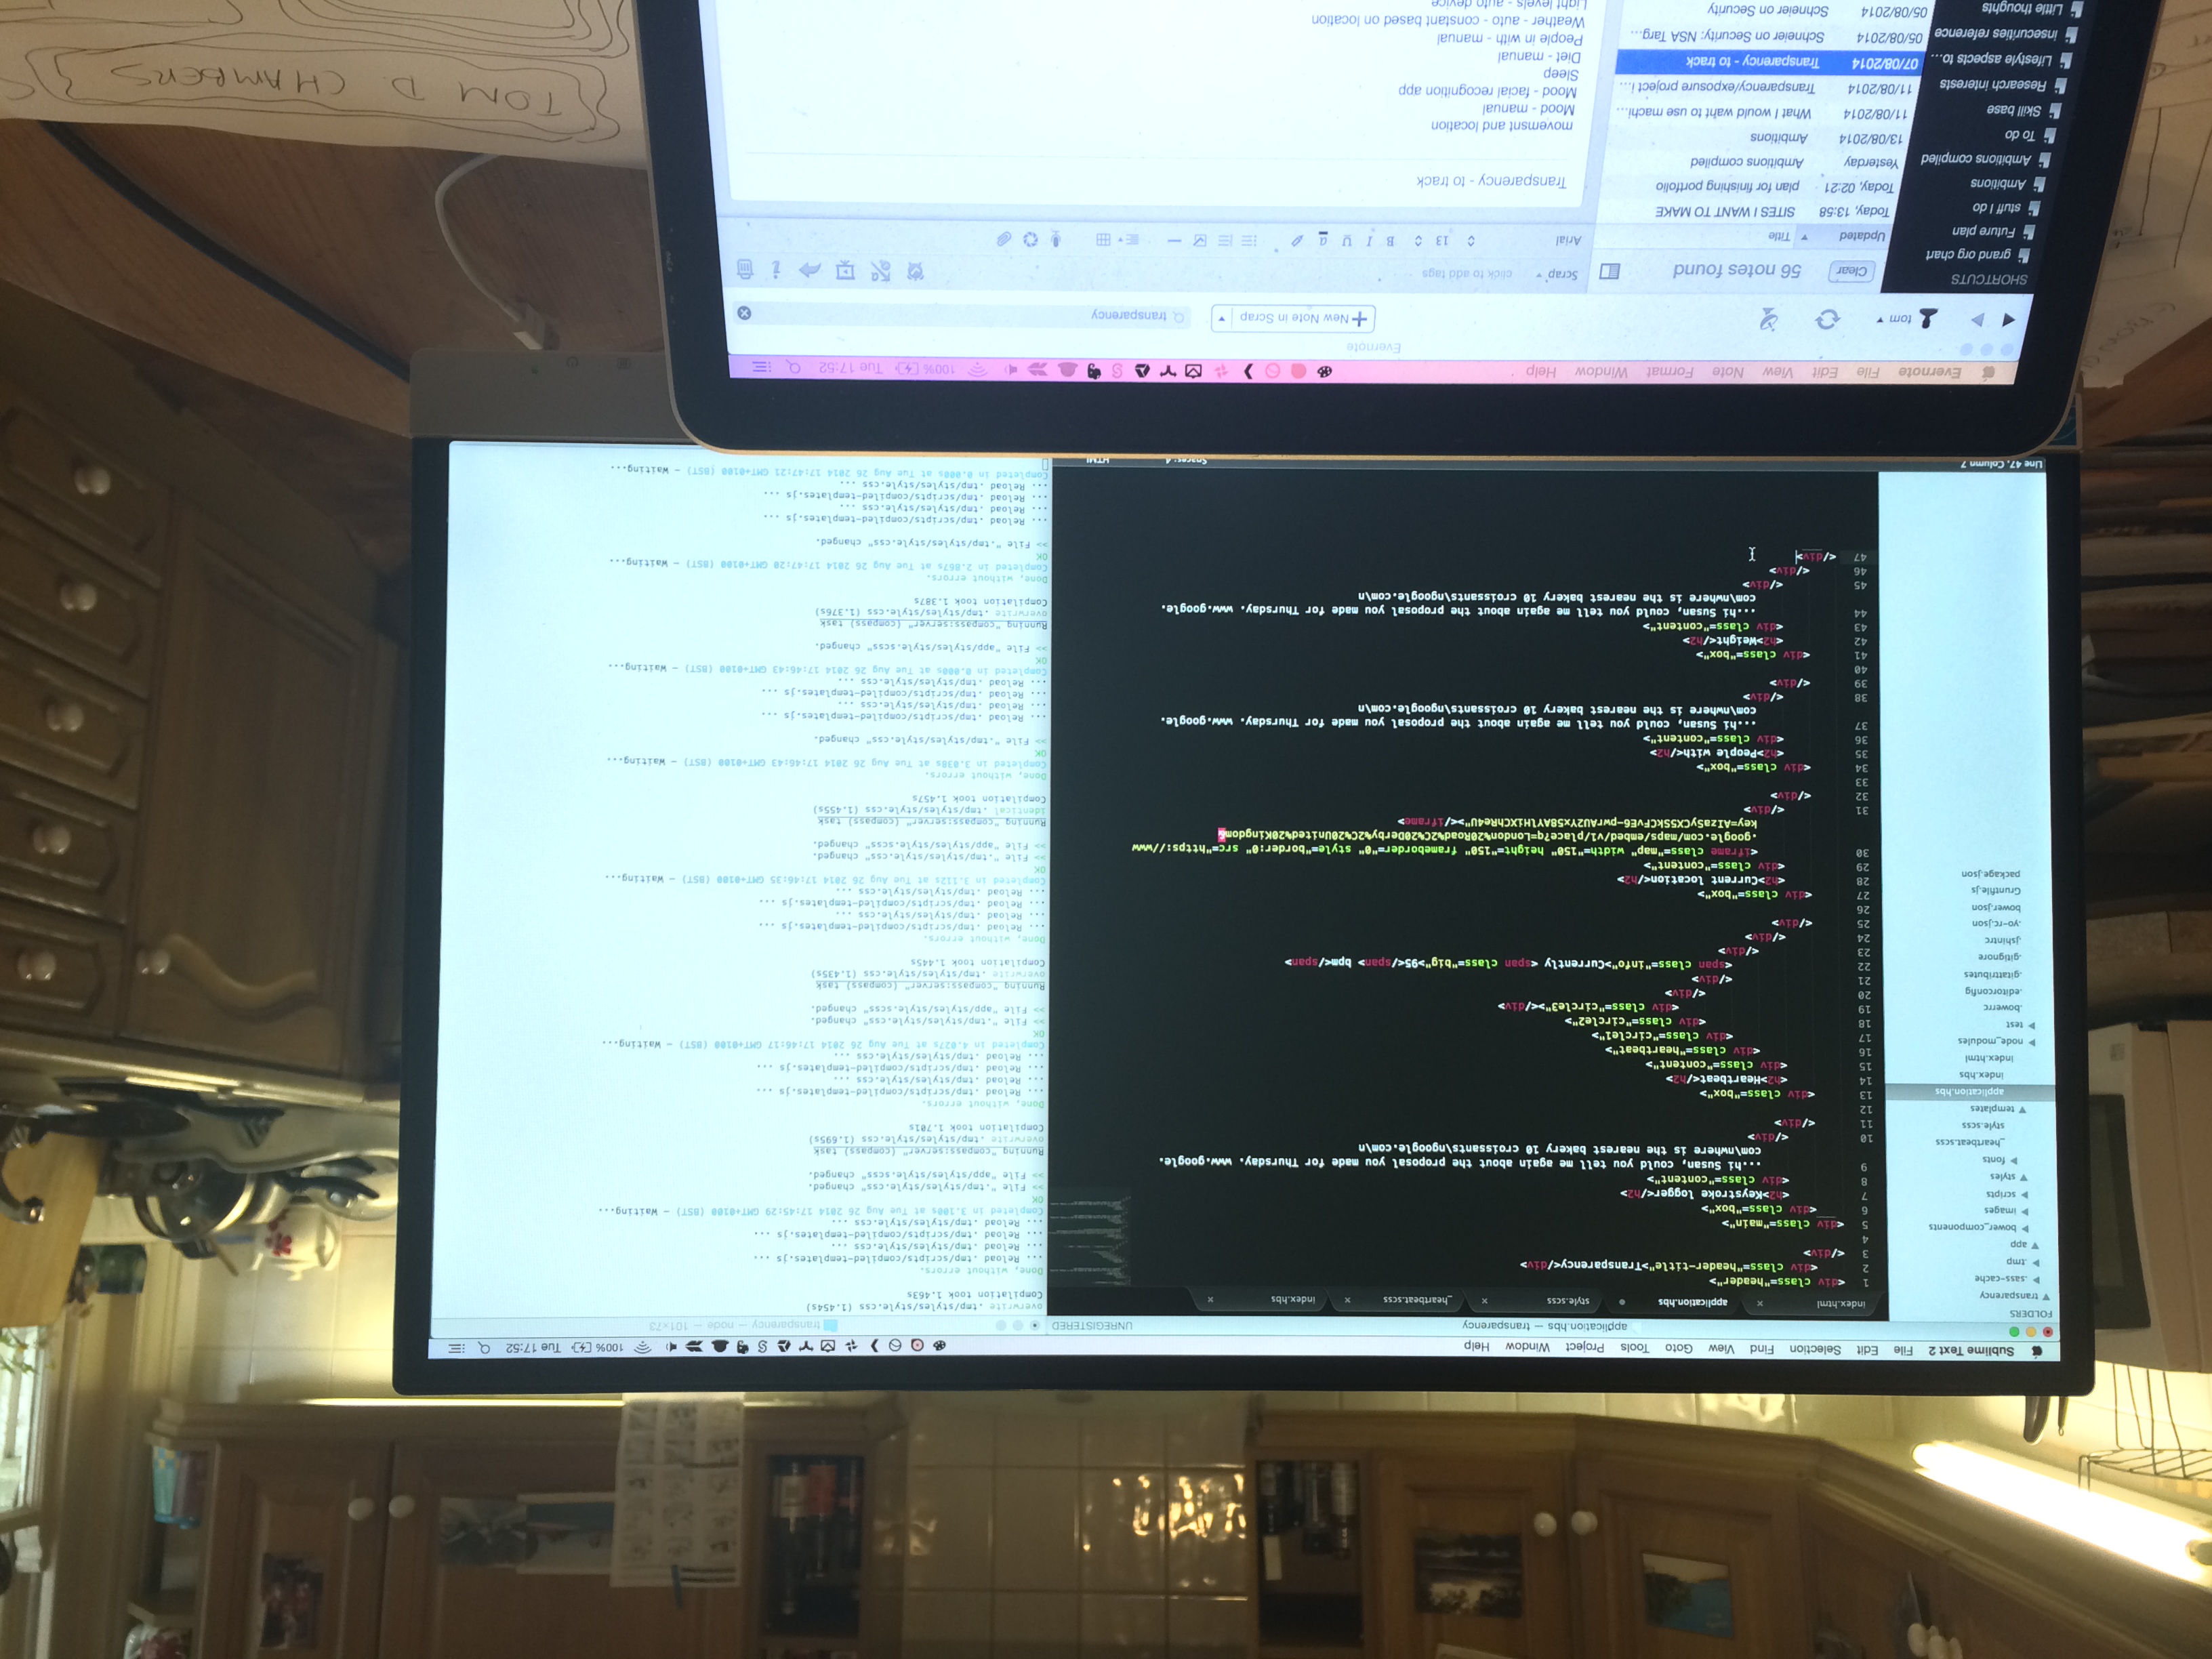 Sublime Text 2 File Edit Selection Find View Goto Tools Project Window Help
100% Tue 17:52
application.hbs — transparency
UNREGISTERED
FOLDERS
transparency
.sass-cache
.tmp
app
bower_components
images
scripts
styles
fonts
_heartbeat.scss
style.scss
templates
application.hbs
index.hbs
index.html
node_modules
test
.bowerrc
.editorconfig
.gitattributes
.gitignore
.jshintrc
.yo-rc.json
bower.json
Gruntfile.js
package.json
index.html application.hbs style.scss _heartbeat.scss index.hbs
1 <div class="header">
2 <div class="header-title">Transparency</div>
3 </div>
4
5 <div class="main">
6 <div class="box">
7 <h2>Keystroke logger</h2>
8 <div class="content">
9 ...hi Susan, could you tell me again about the proposal you made for Thursday. www.google.
com\nwhere is the nearest bakery 10 croissants\ngoogle.com\n
10 </div>
11 </div>
12
13 <div class="box">
14 <h2>Heartbeat</h2>
15 <div class="content">
16 <div class="heartbeat">
17 <div class="circle1">
18 <div class="circle2">
19 <div class="circle3"></div>
20 </div>
21 </div>
22 <span class="info">Currently <span class="big">95</span> bpm</span>
23 </div>
24 </div>
25 </div>
26
27 <div class="box">
28 <h2>Current location</h2>
29 <div class="content">
30 <iframe class="map" width="150" height="150" frameborder="0" style="border:0" src="https://www
.google.com/maps/embed/v1/place?q=London%20Road%2C%20Derby%2C%20United%20Kingdom&
31 </div>
32 </div>
33
34 <div class="box">
35 <h2>People with</h2>
36 <div class="content">
37 ...hi Susan, could you tell me again about the proposal you made for Thursday. www.google.
com\nwhere is the nearest bakery 10 croissants\ngoogle.com\n
38 </div>
39 </div>
40
41 <div class="box">
42 <h2>Weight</h2>
43 <div class="content">
44 ...hi Susan, could you tell me again about the proposal you made for Thursday. www.google.
com\nwhere is the nearest bakery 10 croissants\ngoogle.com\n
45 </div>
46 </div>
47 </div>
Line 47, Column 7
Spaces: 4
HTML
transparency — node — 101×73
overwrite .tmp/styles/style.css (1.454s)
Compilation took 1.463s
Done, without errors.
... Reload .tmp/scripts/compiled-templates.js ...
... Reload .tmp/styles/style.css ...
... Reload .tmp/scripts/compiled-templates.js ...
... Reload .tmp/styles/style.css ...
Completed in 3.100s at Tue Aug 26 2014 17:45:29 GMT+0100 (BST) - Waiting...
OK
>> File ".tmp/styles/style.css" changed.
>> File "app/styles/style.scss" changed.
Running "compass:server" (compass) task
overwrite .tmp/styles/style.css (1.695s)
Compilation took 1.701s
Done, without errors.
... Reload .tmp/scripts/compiled-templates.js ...
... Reload .tmp/styles/style.css ...
... Reload .tmp/scripts/compiled-templates.js ...
... Reload .tmp/styles/style.css ...
Completed in 4.027s at Tue Aug 26 2014 17:46:17 GMT+0100 (BST) - Waiting...
OK
>> File ".tmp/styles/style.css" changed.
>> File "app/styles/style.scss" changed.
Running "compass:server" (compass) task
overwrite .tmp/styles/style.css (1.435s)
Compilation took 1.445s
Done, without errors.
... Reload .tmp/scripts/compiled-templates.js ...
... Reload .tmp/styles/style.css ...
... Reload .tmp/scripts/compiled-templates.js ...
... Reload .tmp/styles/style.css ...
Completed in 3.112s at Tue Aug 26 2014 17:46:35 GMT+0100 (BST) - Waiting...
OK
>> File ".tmp/styles/style.css" changed.
>> File "app/styles/style.scss" changed.
Running "compass:server" (compass) task
identical .tmp/styles/style.css (1.455s)
Compilation took 1.457s
Done, without errors.
Completed in 3.030s at Tue Aug 26 2014 17:46:43 GMT+0100 (BST) - Waiting...
OK
>> File ".tmp/styles/style.css" changed.
... Reload .tmp/scripts/compiled-templates.js ...
... Reload .tmp/styles/style.css ...
... Reload .tmp/scripts/compiled-templates.js ...
... Reload .tmp/styles/style.css ...
Completed in 0.000s at Tue Aug 26 2014 17:46:43 GMT+0100 (BST) - Waiting...
OK
>> File "app/styles/style.scss" changed.
Running "compass:server" (compass) task
overwrite .tmp/styles/style.css (1.376s)
Compilation took 1.387s
Done, without errors.
Completed in 2.867s at Tue Aug 26 2014 17:47:20 GMT+0100 (BST) - Waiting...
OK
>> File ".tmp/styles/style.css" changed.
... Reload .tmp/scripts/compiled-templates.js ...
... Reload .tmp/styles/style.css ...
... Reload .tmp/scripts/compiled-templates.js ...
... Reload .tmp/styles/style.css ...
Completed in 0.000s at Tue Aug 26 2014 17:47:21 GMT+0100 (BST) - Waiting...
Evernote File Edit View Note Format Window Help
100% Tue 17:52
Evernote
tom
New Note in Scrap
transparency
SHORTCUTS
grand org chart
Future plan
stuff I do
Ambitions
Ambitions compiled
To do
Skill base
Research interests
Lifestyle aspects to...
insecurities reference
Little thoughts
Clear 56 notes found
Updated Title
Today, 13:58 SITES I WANT TO MAKE
Today, 02:21 plan for finishing portfolio
Yesterday Ambitions compiled
13/08/2014 Ambitions
11/08/2014 What I would waht to use machi...
11/08/2014 Transparency/exposure project i...
07/08/2014 Transparency - to track
05/08/2014 Schneier on Security: NSA Targ...
05/08/2014 Schneier on Security
Scrap click to add tags
Arial 13 B I U a
Transparency - to track
movemsnt and location
Mood - manual
Mood - facial recognition app
Sleep
Diet - manual
People in with - manual
Weather - auto - constant based on location
Light levels - auto device
TOM D. CHAMBERS